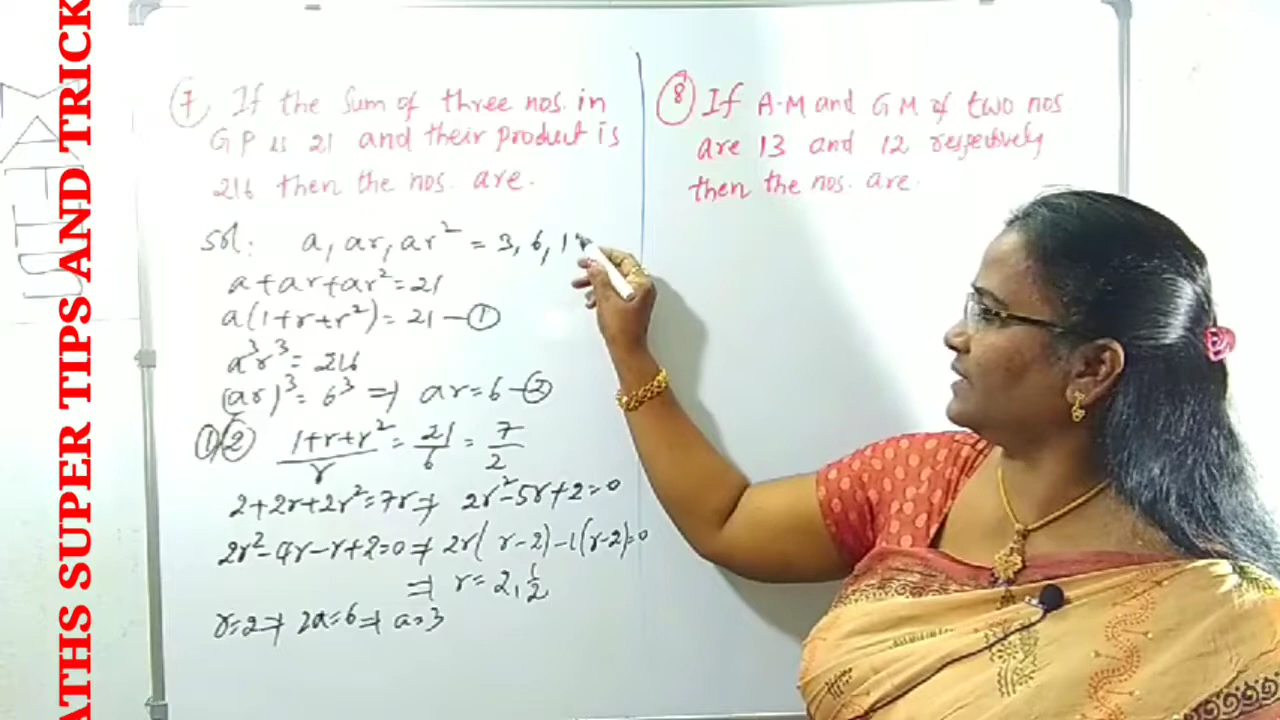 ATHS SUPER TIPS AND TRICK
⑦ If the sum of three nos. in
GP is 21 and their product is
216 then the nos. are.
Sol: a, ar, ar² = 3, 6, 12
a+ar+ar²=21
a(1+r+r²)=21 —①
a³r³=216
(ar)³=6³ ⇒ ar=6 —②
①/② (1+r+r²)/r = 21/6 = 7/2
2+2r+2r²=7r ⇒ 2r²-5r+2=0
2r²-4r-r+2=0 ⇒ 2r(r-2)-1(r-2)=0
⇒ r=2, 1/2
r=2 ⇒ 2a=6 ⇒ a=3
⑧ If A.M and G M of two nos.
are 13 and 12 respectively
then the nos. are.